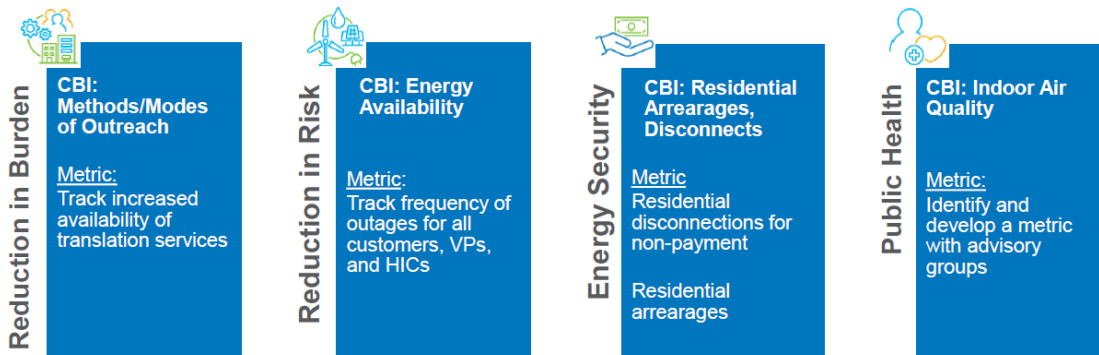 Reduction in Burden
CBI:
Methods/Modes
of Outreach
Metric:
Track increased
availability of
translation services
Reduction in Risk
CBI: Energy
Availability
Metric:
Track frequency of
outages for all
customers, VPs,
and HICs
Energy Security
CBI: Residential
Arrearages,
Disconnects
Metric
Residential
disconnections for
non-payment
Residential
arrearages
Public Health
CBI: Indoor Air
Quality
Metric:
Identify and
develop a metric
with advisory
groups